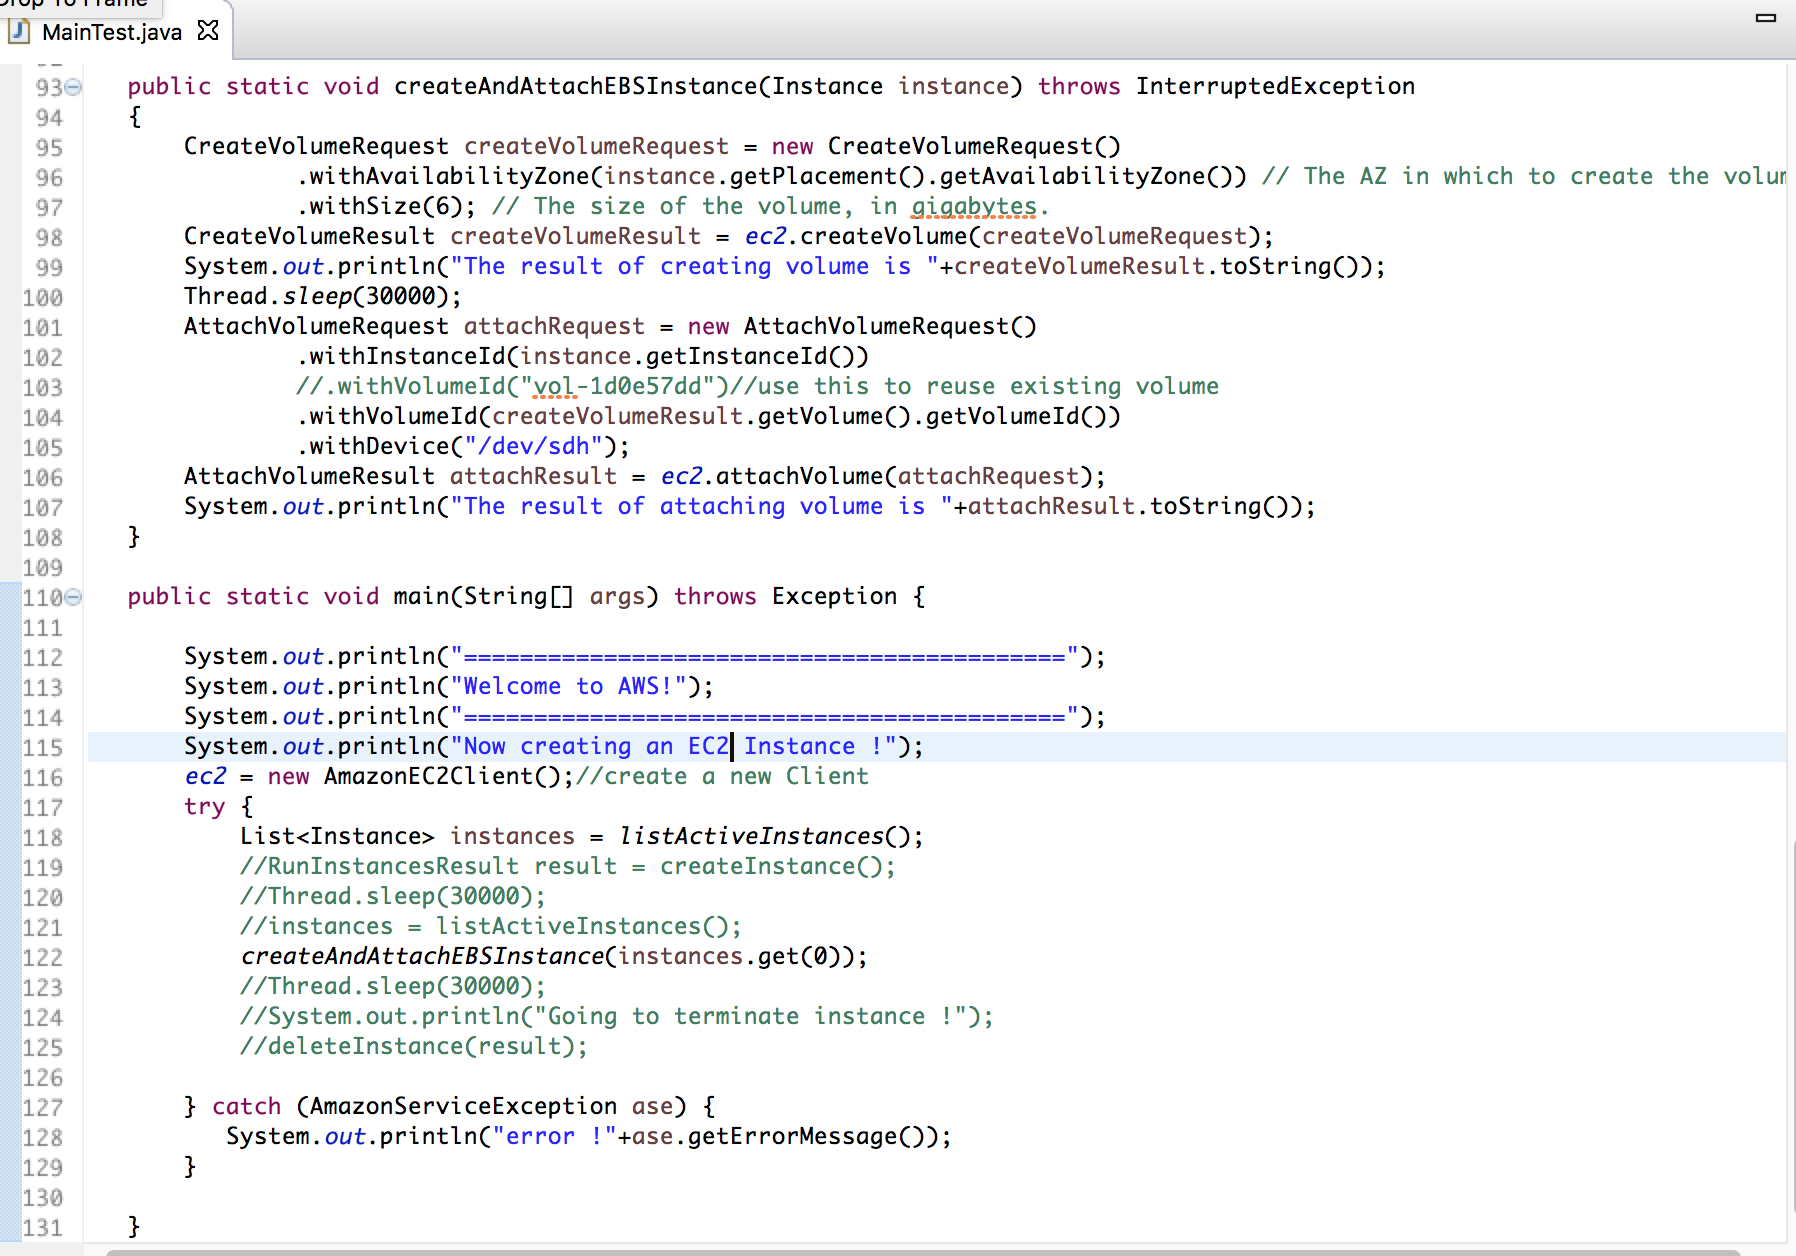 Drop To Frame
MainTest.java
93 public static void createAndAttachEBSInstance(Instance instance) throws InterruptedException
94 {
95 CreateVolumeRequest createVolumeRequest = new CreateVolumeRequest()
96 .withAvailabilityZone(instance.getPlacement().getAvailabilityZone()) // The AZ in which to create the volum
97 .withSize(6); // The size of the volume, in gigabytes.
98 CreateVolumeResult createVolumeResult = ec2.createVolume(createVolumeRequest);
99 System.out.println("The result of creating volume is "+createVolumeResult.toString());
100 Thread.sleep(30000);
101 AttachVolumeRequest attachRequest = new AttachVolumeRequest()
102 .withInstanceId(instance.getInstanceId())
103 //.withVolumeId("vol-1d0e57dd")//use this to reuse existing volume
104 .withVolumeId(createVolumeResult.getVolume().getVolumeId())
105 .withDevice("/dev/sdh");
106 AttachVolumeResult attachResult = ec2.attachVolume(attachRequest);
107 System.out.println("The result of attaching volume is "+attachResult.toString());
108 }
109
110 public static void main(String[] args) throws Exception {
111
112 System.out.println("===========================================");
113 System.out.println("Welcome to AWS!");
114 System.out.println("===========================================");
115 System.out.println("Now creating an EC2 Instance !");
116 ec2 = new AmazonEC2Client();//create a new Client
117 try {
118 List<Instance> instances = listActiveInstances();
119 //RunInstancesResult result = createInstance();
120 //Thread.sleep(30000);
121 //instances = listActiveInstances();
122 createAndAttachEBSInstance(instances.get(0));
123 //Thread.sleep(30000);
124 //System.out.println("Going to terminate instance !");
125 //deleteInstance(result);
126
127 } catch (AmazonServiceException ase) {
128 System.out.println("error !"+ase.getErrorMessage());
129 }
130
131 }